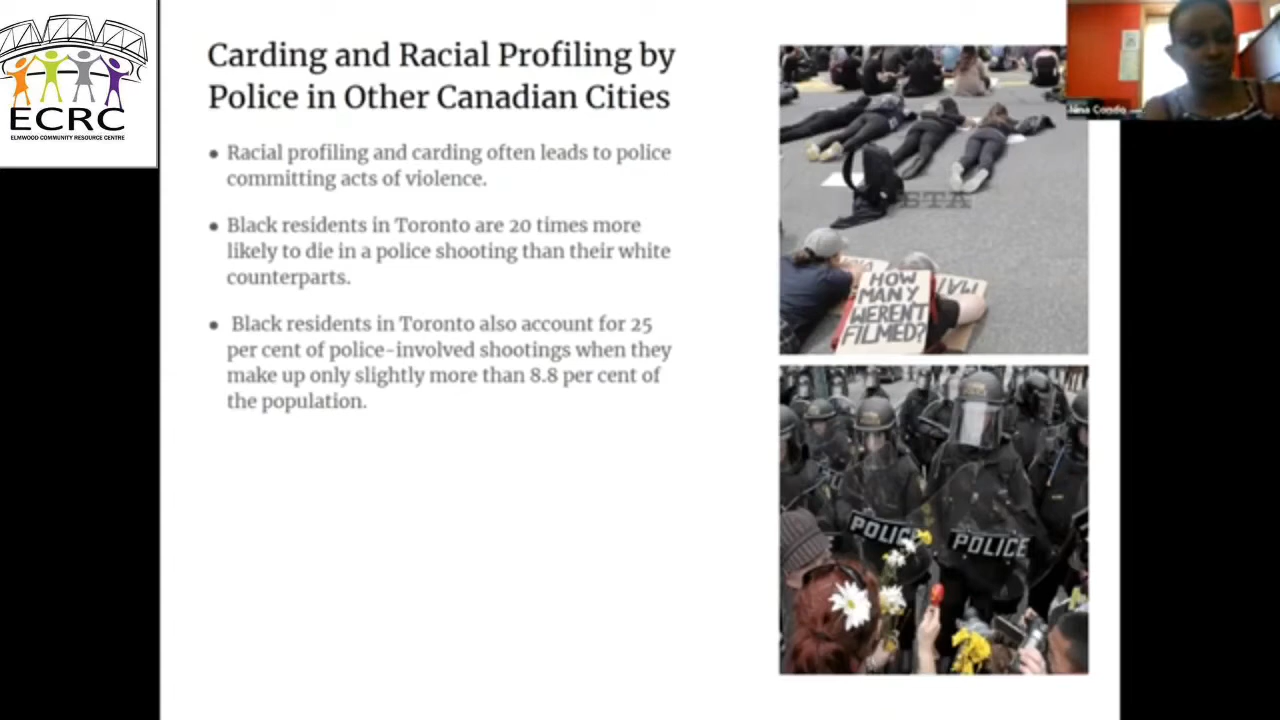 ECRC
ELMWOOD COMMUNITY RESOURCE CENTRE
Carding and Racial Profiling by
Police in Other Canadian Cities
● Racial profiling and carding often leads to police
committing acts of violence.
● Black residents in Toronto are 20 times more
likely to die in a police shooting than their white
counterparts.
● Black residents in Toronto also account for 25
per cent of police-involved shootings when they
make up only slightly more than 8.8 per cent of
the population.
HOW
MANY
WEREN'T
FILMED?
POLICE
POLICE